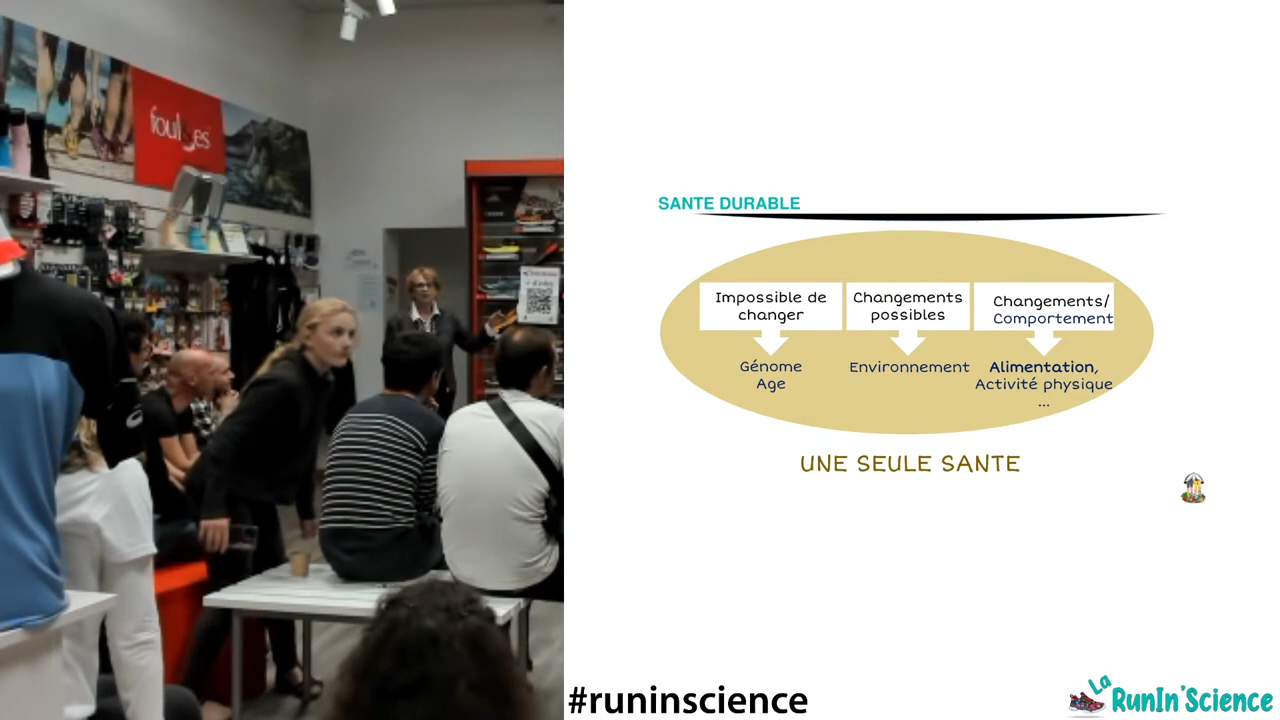 foulées
SANTE DURABLE
Impossible de
changer
Changements
possibles
Changements/
Comportement
Génome
Age
Environnement
Alimentation,
Activité physique
...
UNE SEULE SANTE
#runinscience
La
RunIn'Science